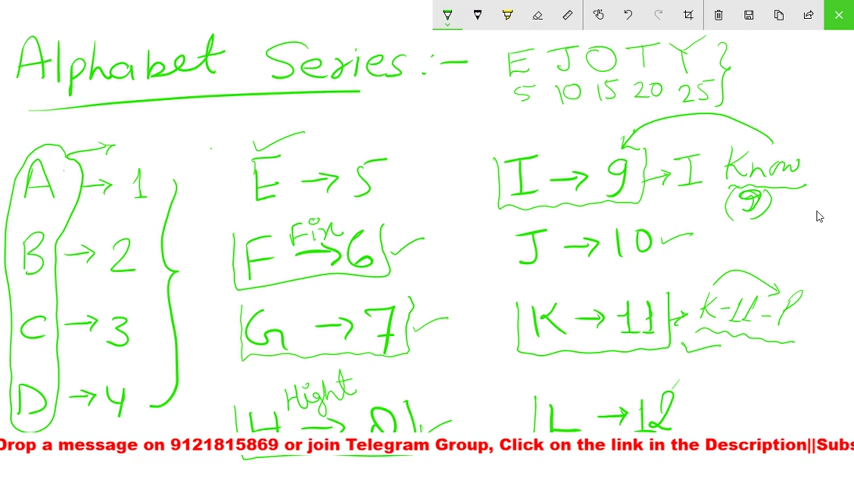 Alphabet Series :-
E J O T Y
5 10 15 20 25
A → 1
B → 2
C → 3
D → 4
E → 5
F Fix → 6
G → 7
H Hight → 8
I → 9 → I Know
(9)
J → 10
K → 11 → K-11-P
L → 12
Drop a message on 9121815869 or join Telegram Group, Click on the link in the Description||Subs